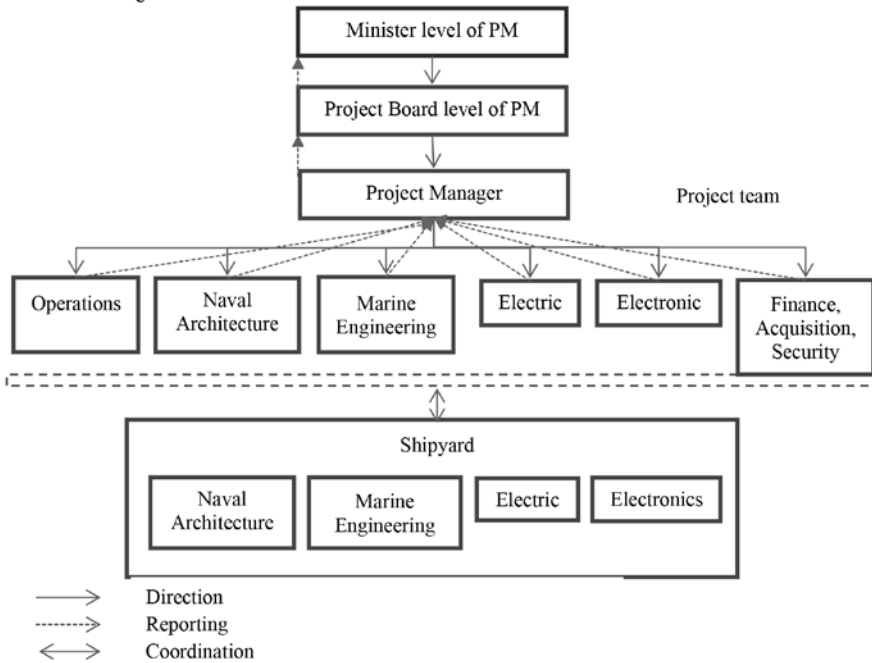 Minister level of PM
Project Board level of PM
Project Manager
Project team
Operations
Naval
Architecture
Marine
Engineering
Electric
Electronic
Finance,
Acquisition,
Security
Shipyard
Naval
Architecture
Marine
Engineering
Electric
Electronics
Direction
Reporting
Coordination